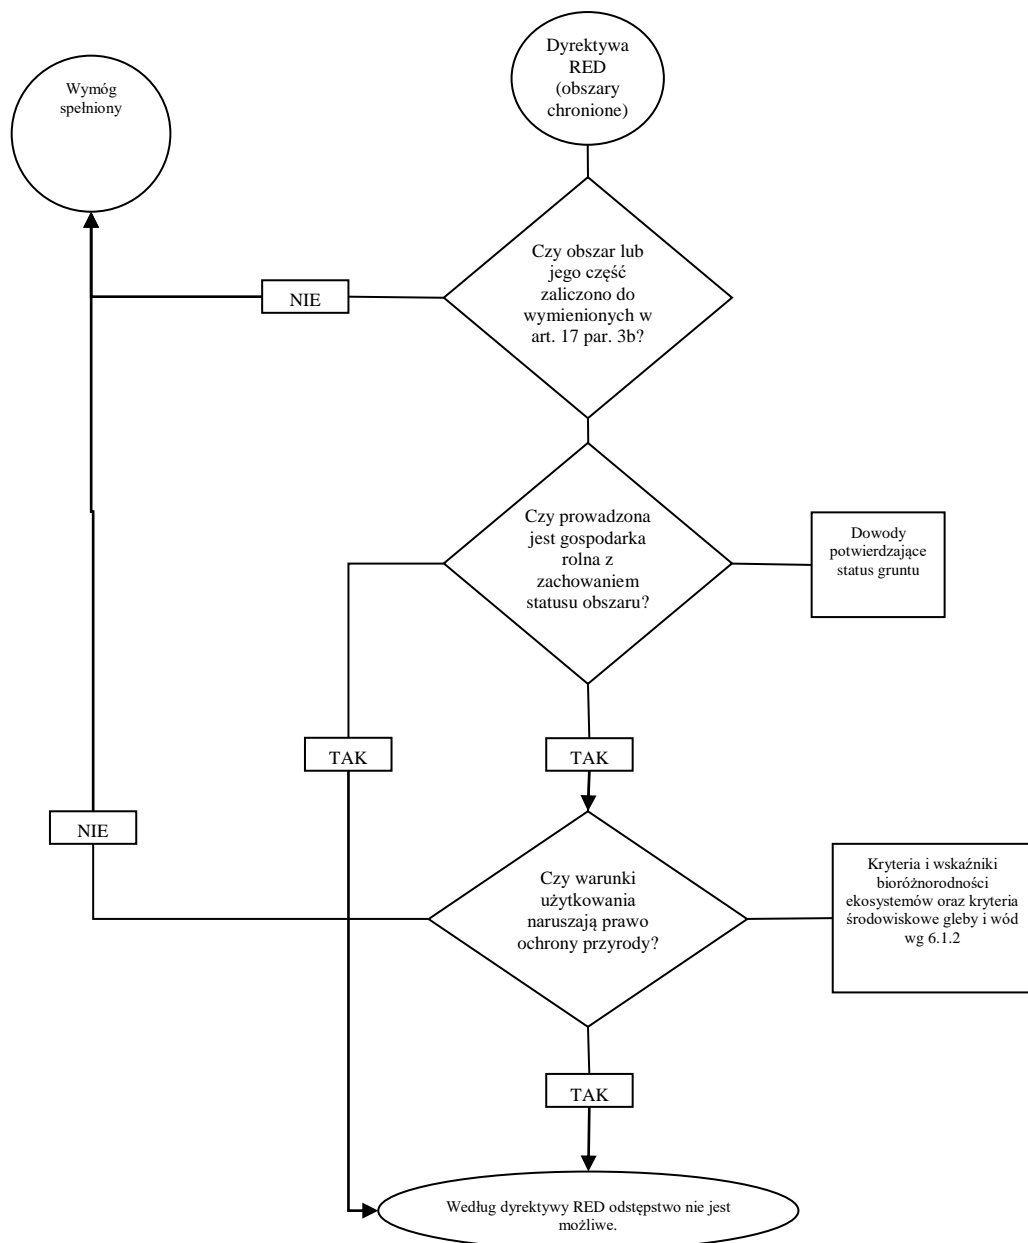 Dyrektywa
RED
(obszary
chronione)
Wymóg
spełniony
Czy obszar lub
jego część
zaliczono do
wymienionych w
art. 17 par. 3b?
NIE
Czy prowadzona
jest gospodarka
rolna z
zachowaniem
statusu obszaru?
Dowody
potwierdzające
status gruntu
TAK
TAK
NIE
Czy warunki
użytkowania
naruszają prawo
ochrony przyrody?
Kryteria i wskaźniki
bioróżnorodności
ekosystemów oraz kryteria
środowiskowe gleby i wód
wg 6.1.2
TAK
Według dyrektywy RED odstępstwo nie jest
możliwe.